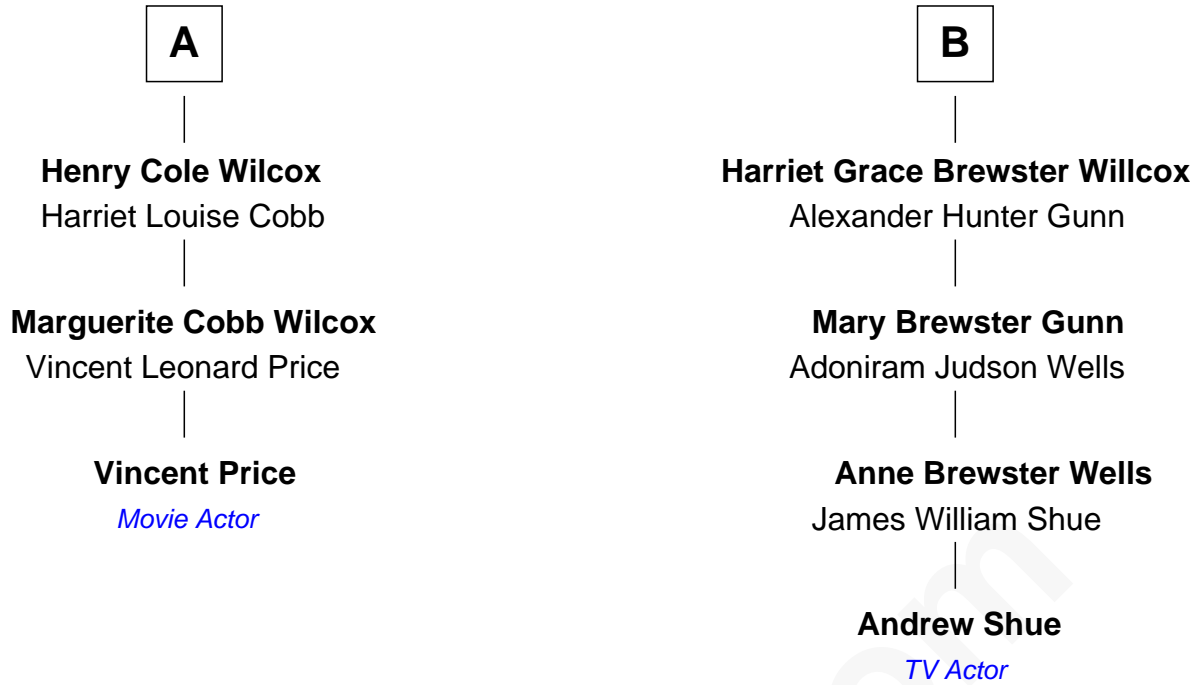 A
Henry Cole Wilcox
Harriet Louise Cobb
Marguerite Cobb Wilcox
Vincent Leonard Price
Vincent Price
Movie Actor
B
Harriet Grace Brewster Willcox
Alexander Hunter Gunn
Mary Brewster Gunn
Adoniram Judson Wells
Anne Brewster Wells
James William Shue
Andrew Shue
TV Actor